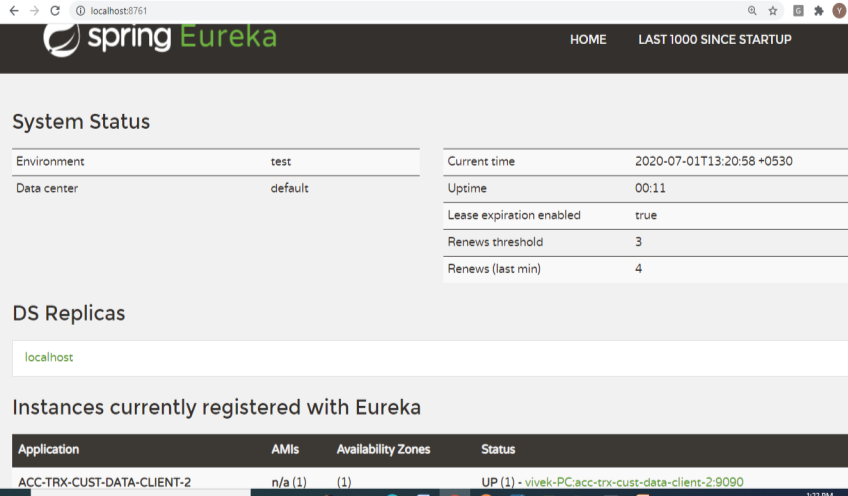 localhost:8761
G
Y
spring Eureka
HOME LAST 1000 SINCE STARTUP
System Status
Environment test
Data center default
Current time 2020-07-01T13:20:58 +0530
Uptime 00:11
Lease expiration enabled true
Renews threshold 3
Renews (last min) 4
DS Replicas
localhost
Instances currently registered with Eureka
Application AMIs Availability Zones Status
ACC-TRX-CUST-DATA-CLIENT-2 n/a (1) (1) UP (1) - vivek-PC:acc-trx-cust-data-client-2:9090